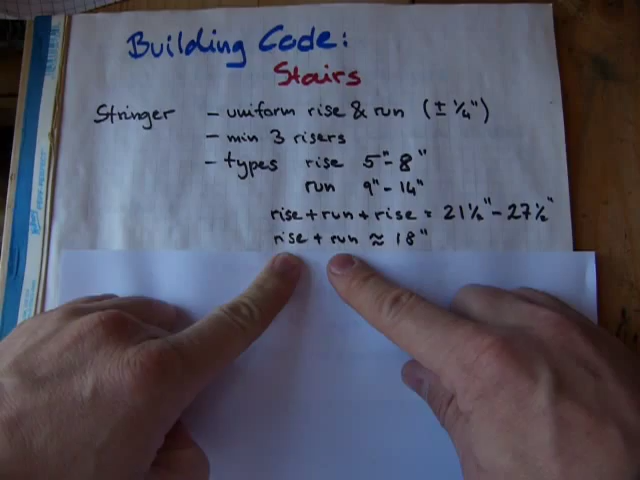 Building Code:
Stairs
Stringer - uniform rise & run (± 1/4")
- min 3 risers
- types rise 5"-8"
run 9"-14"
rise+run+rise = 21 1/2" - 27 1/2"
rise + run ≈ 18"